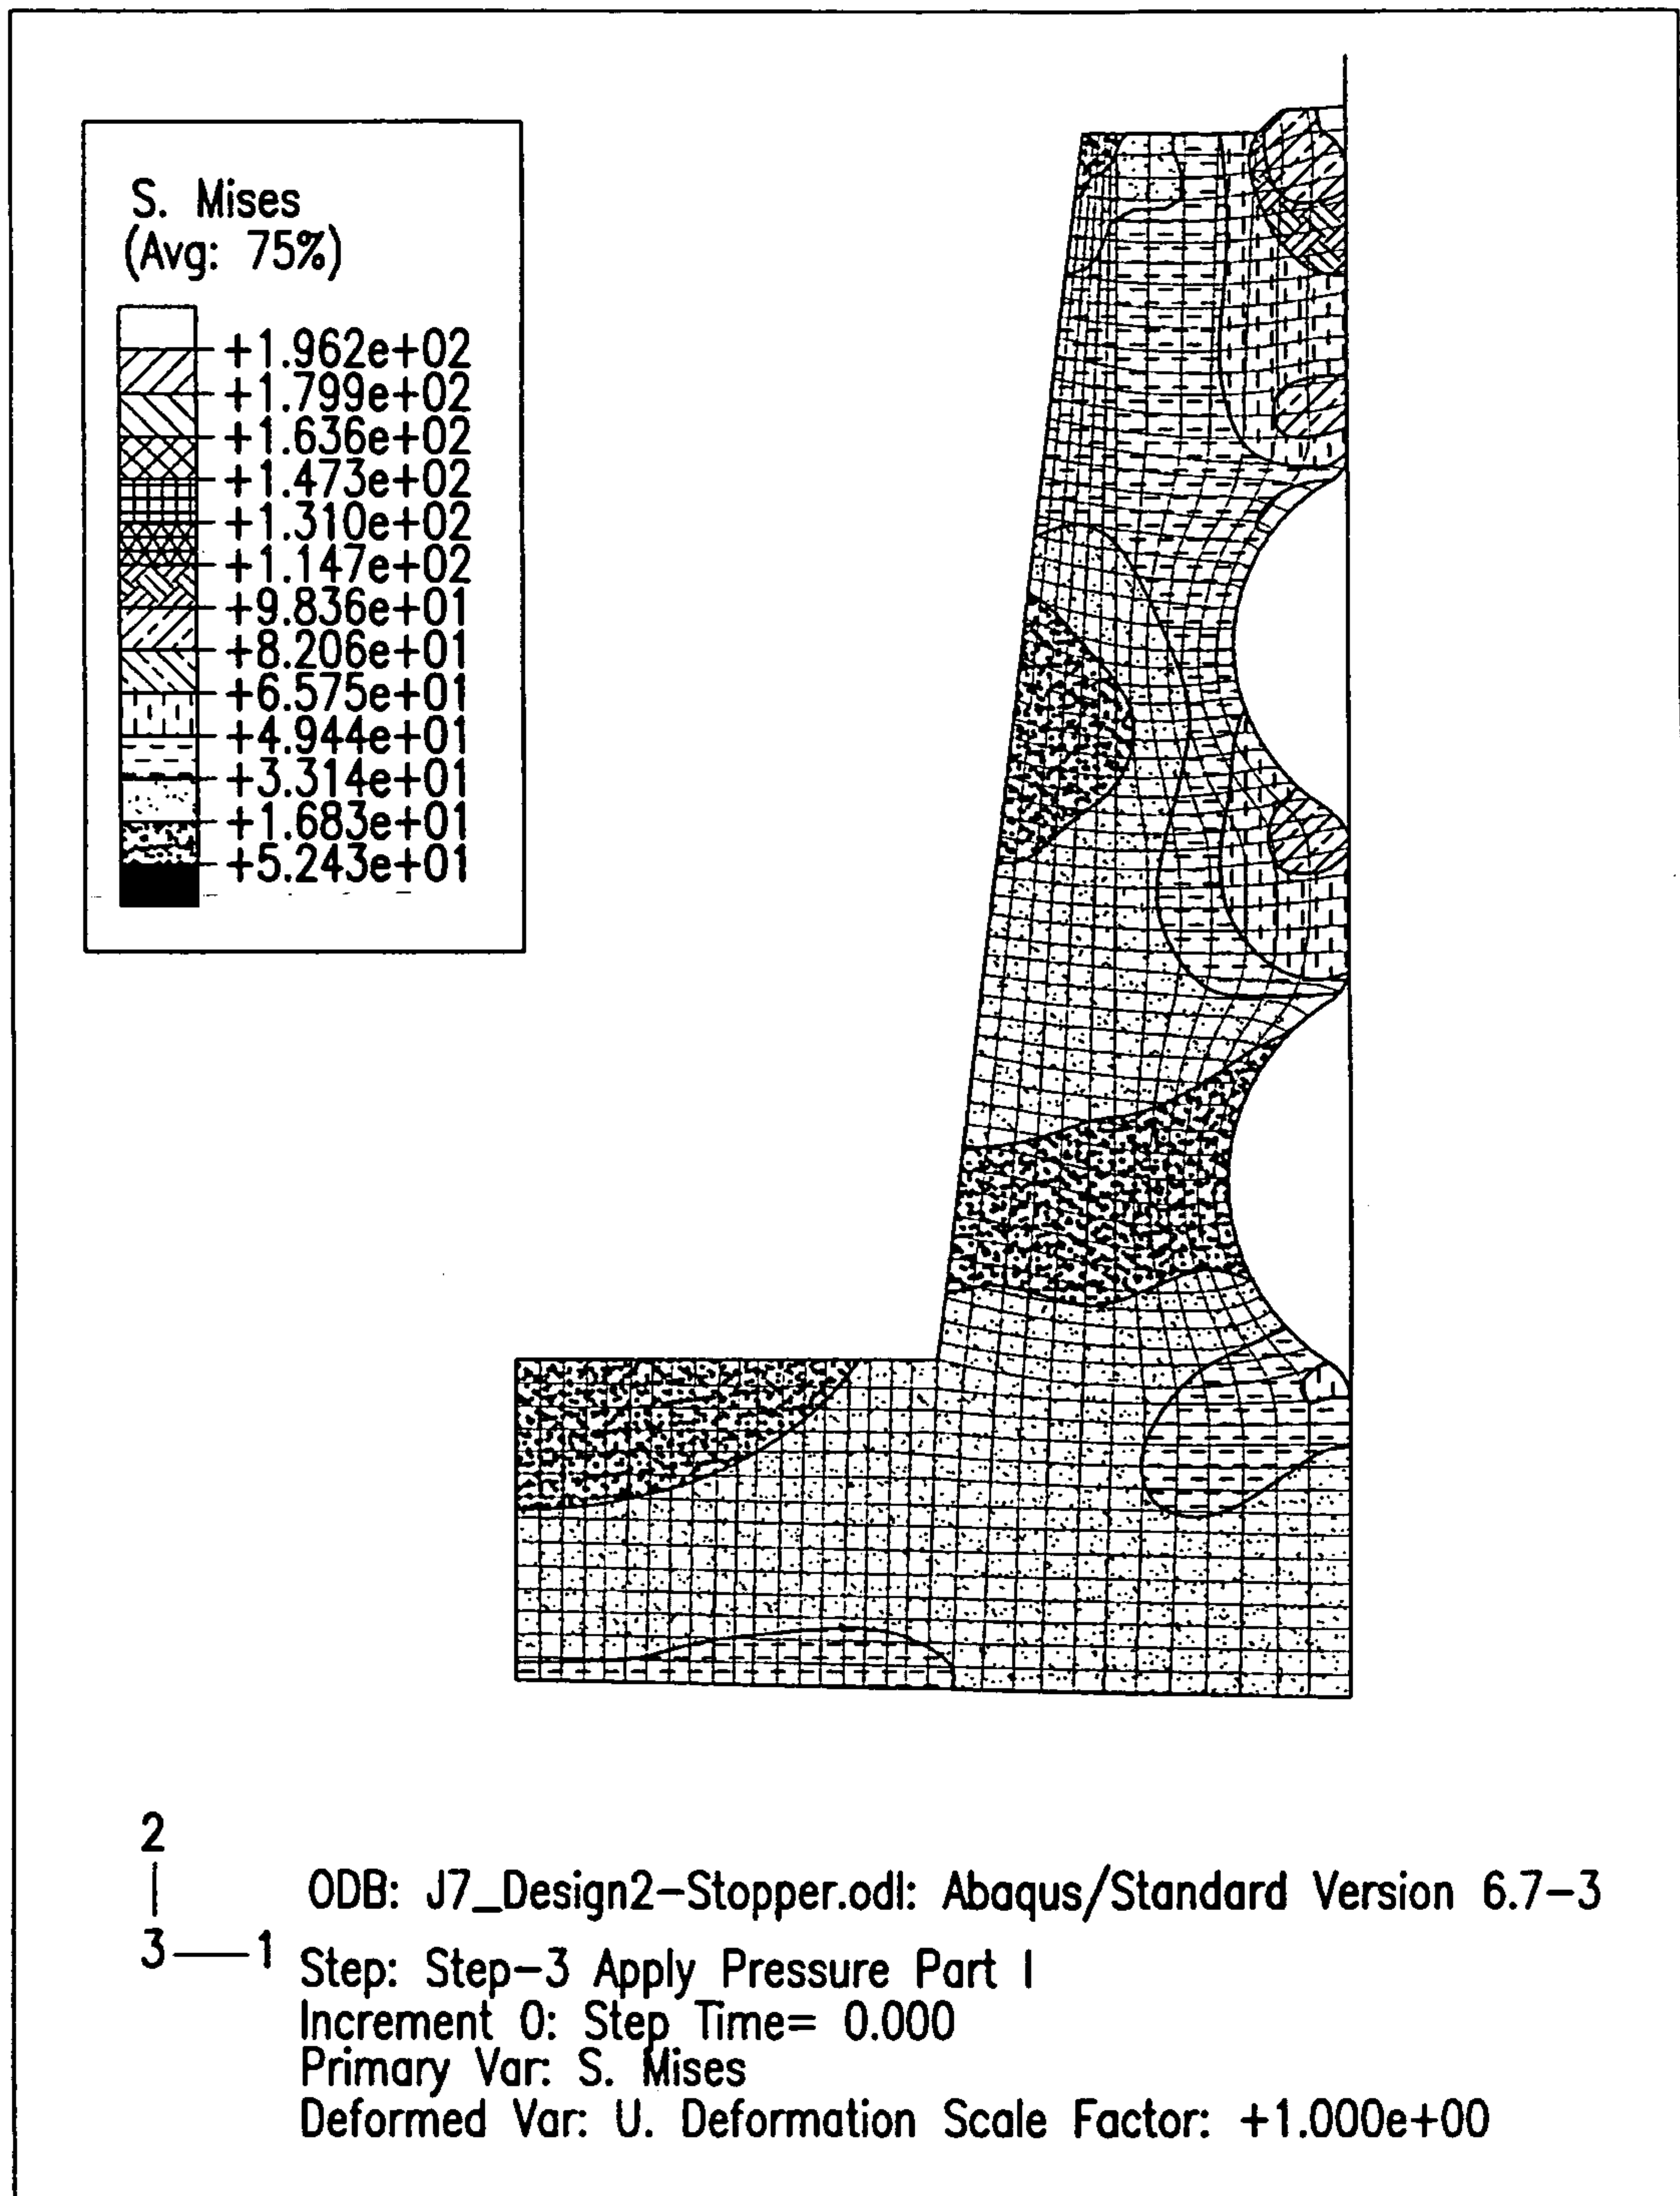 S. Mises
(Avg: 75%)
+1.962e+02
+1.799e+02
+1.636e+02
+1.473e+02
+1.310e+02
+1.147e+02
+9.836e+01
+8.206e+01
+6.575e+01
+4.944e+01
+3.314e+01
+1.683e+01
+5.243e+01
2
3 1
ODB: J7_Design2-Stopper.odl: Abaqus/Standard Version 6.7-3
Step: Step-3 Apply Pressure Part I
Increment 0: Step Time= 0.000
Primary Var: S. Mises
Deformed Var: U. Deformation Scale Factor: +1.000e+00